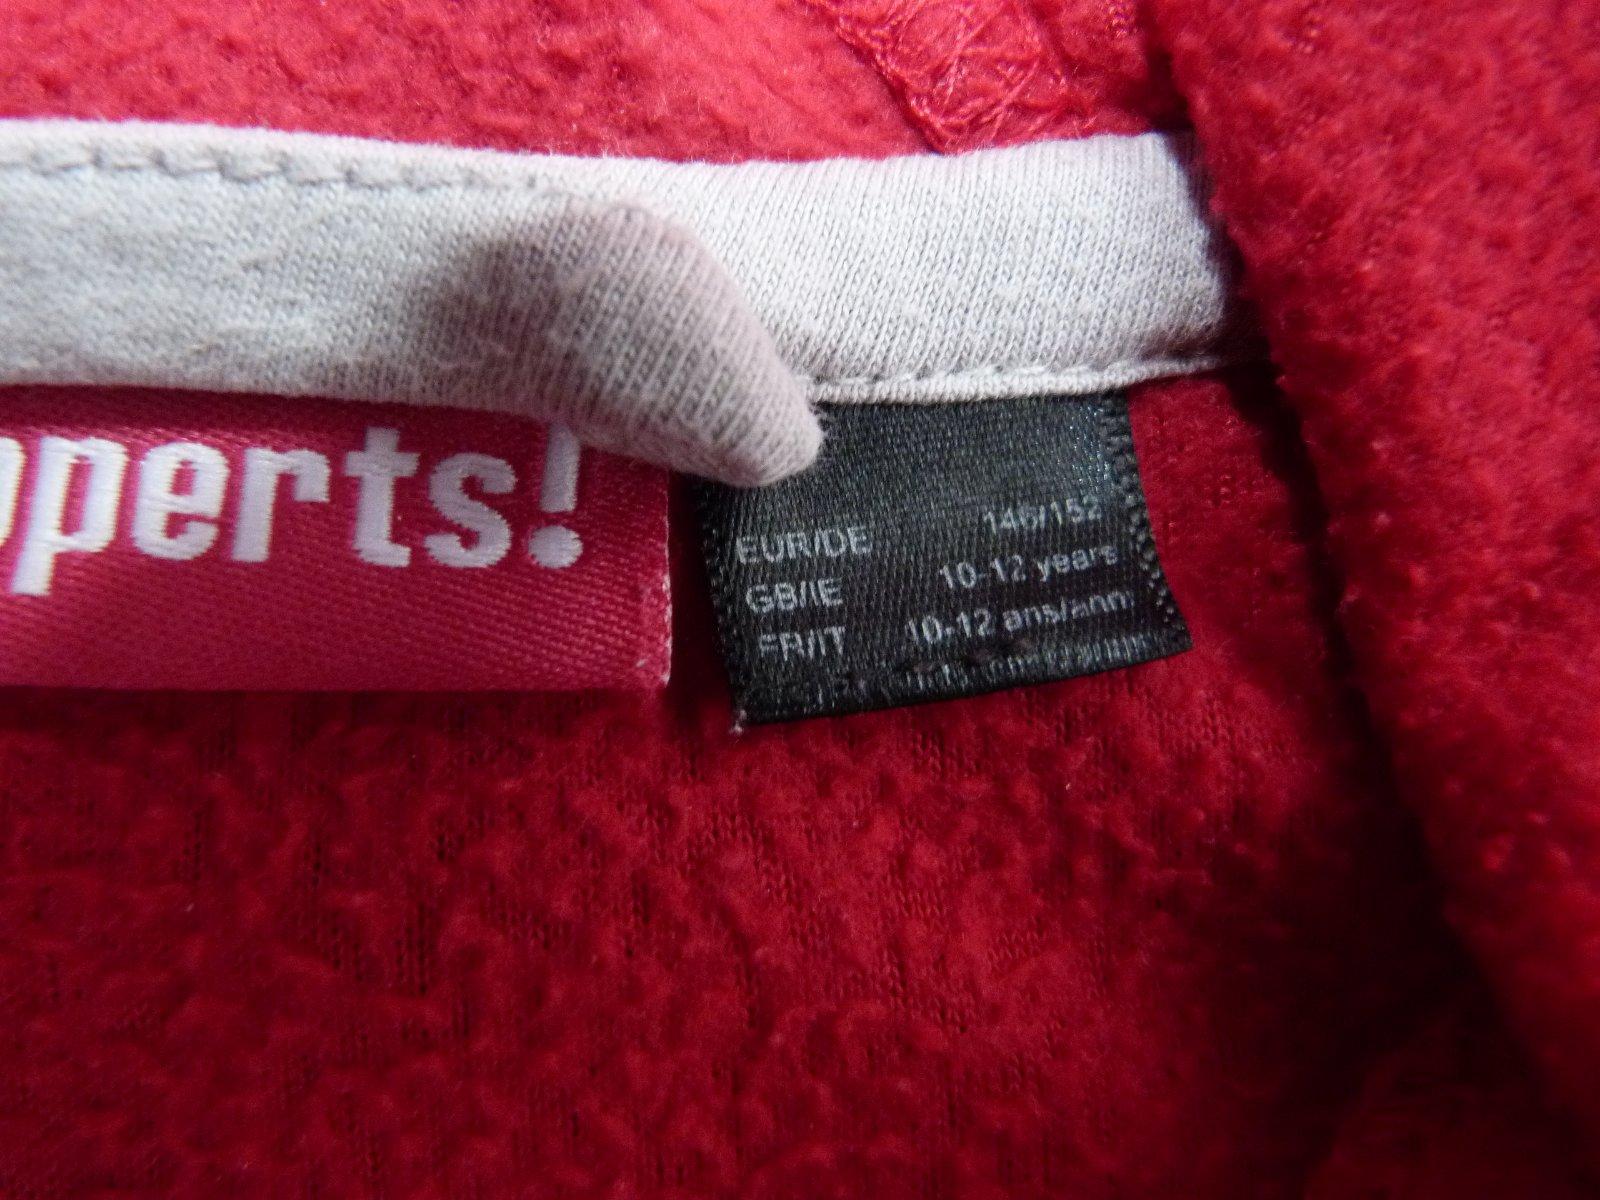 pperts!
EUR/DE 146/152
GB/IE 10-12 years
FR/IT 10-12 ans/anni